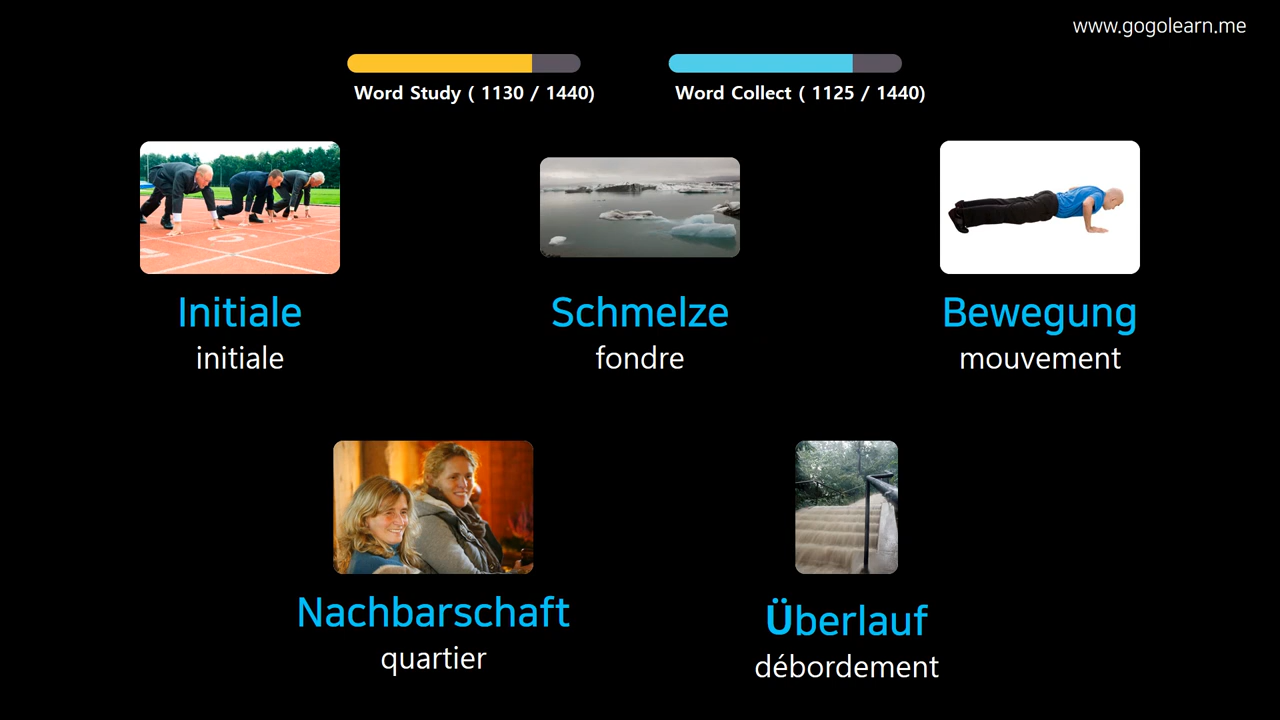 www.gogolearn.me
Word Study ( 1130 / 1440)
Word Collect ( 1125 / 1440)
Initiale
initiale
Schmelze
fondre
Bewegung
mouvement
Nachbarschaft
quartier
Überlauf
débordement